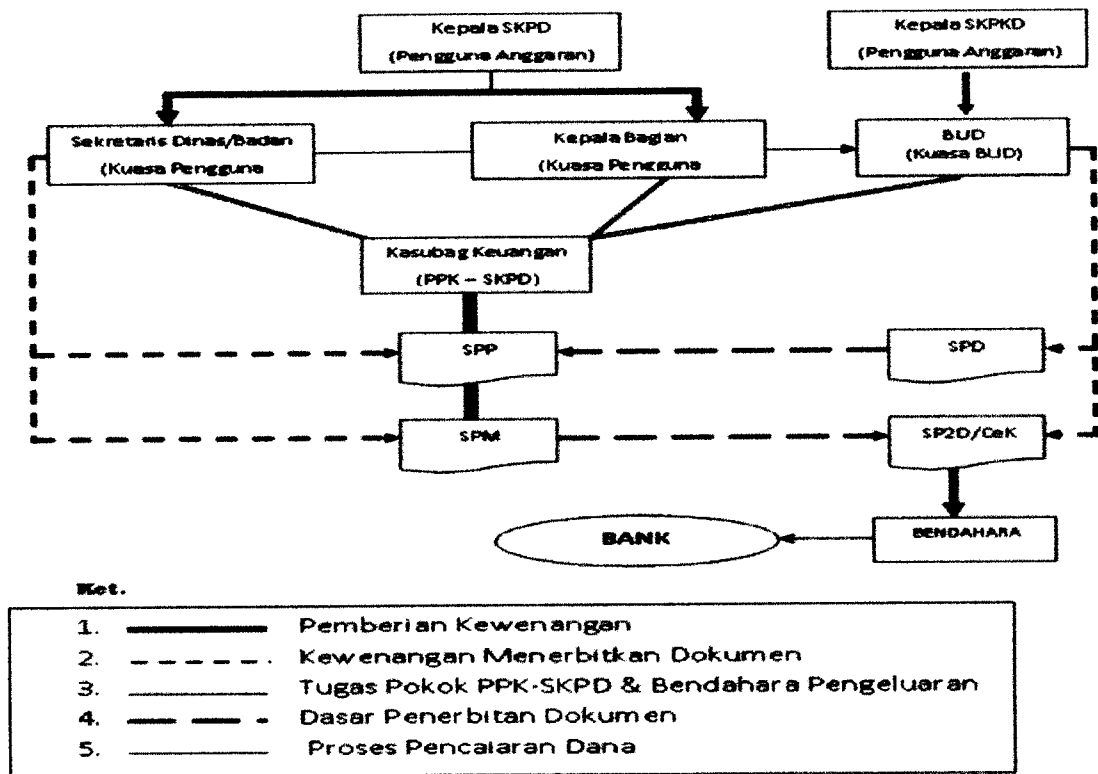 Kepala SKPD
(Pengguna Anggaran)
Kepala SKPKD
(Pengguna Anggaran)
Sekretaris Dinas/Badan
(Kuasa Pengguna
Kepala Bagian
(Kuasa Pengguna
BUD
(Kuasa BUD)
Kasubag Keuangan
(PPK – SKPD)
SPP
SPD
SPM
SP2D/CeK
BANK
BENDAHARA
Ket.
1. Pemberian Kewenangan
2. Kewenangan Menerbitkan Dokumen
3. Tugas Pokok PPK-SKPD & Bendahara Pengeluaran
4. Dasar Penerbitan Dokumen
5. Proses Pencairan Dana